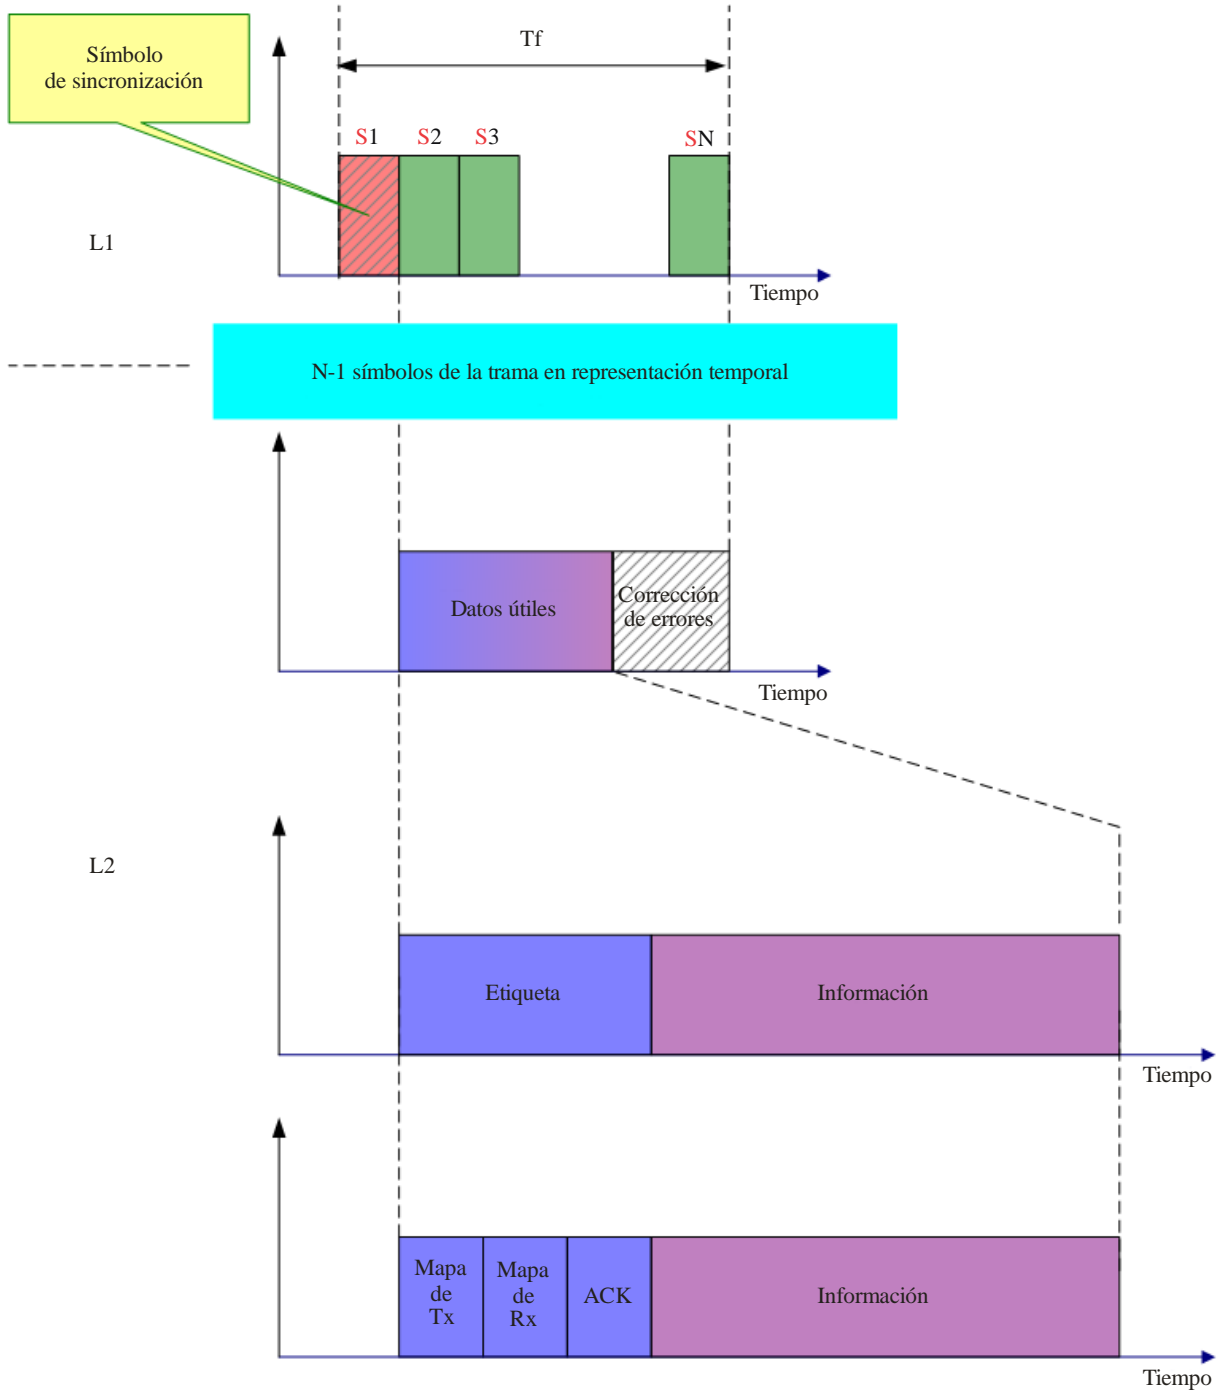 Tf
Símbolo
de sincronización
S1 S2 S3 SN
L1
Tiempo
N-1 símbolos de la trama en representación temporal
Datos útiles
Corrección
de errores
Tiempo
L2
Etiqueta
Información
Tiempo
Mapa
de
Tx
Mapa
de
Rx
ACK
Información
Tiempo